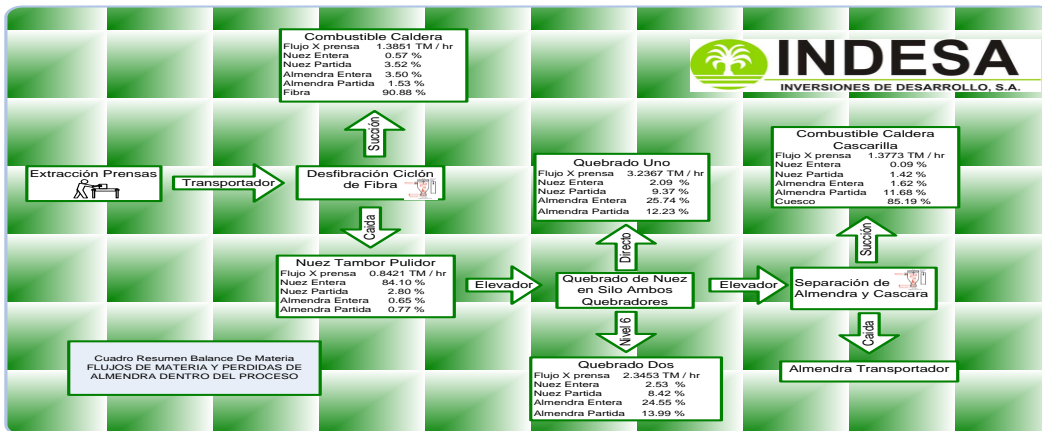 Combustible Caldera
Flujo X prensa 1.3851 TM / hr
Nuez Entera 0.57 %
Nuez Partida 3.52 %
Almendra Entera 3.50 %
Almendra Partida 1.53 %
Fibra 90.88 %
INDESA
INVERSIONES DE DESARROLLO, S.A.
Succión
Extracción Prensas
Transportador
Desfibración Ciclón
de Fibra
Caida
Nuez Tambor Pulidor
Flujo X prensa 0.8421 TM / hr
Nuez Entera 84.10 %
Nuez Partida 2.80 %
Almendra Entera 0.65 %
Almendra Partida 0.77 %
Elevador
Quebrado Uno
Flujo X prensa 3.2367 TM / hr
Nuez Entera 2.09 %
Nuez Partida 9.37 %
Almendra Entera 25.74 %
Almendra Partida 12.23 %
Directo
Quebrado de Nuez
en Silo Ambos
Quebradores
Nivel 6
Quebrado Dos
Flujo X prensa 2.3453 TM / hr
Nuez Entera 2.53 %
Nuez Partida 8.42 %
Almendra Entera 24.55 %
Almendra Partida 13.99 %
Elevador
Combustible Caldera
Cascarilla
Flujo X prensa 1.3773 TM / hr
Nuez Entera 0.09 %
Nuez Partida 1.42 %
Almendra Entera 1.62 %
Almendra Partida 11.68 %
Cuesco 85.19 %
Succión
Separación de
Almendra y Cascara
Caida
Almendra Transportador
Cuadro Resumen Balance De Materia
FLUJOS DE MATERIA Y PERDIDAS DE
ALMENDRA DENTRO DEL PROCESO